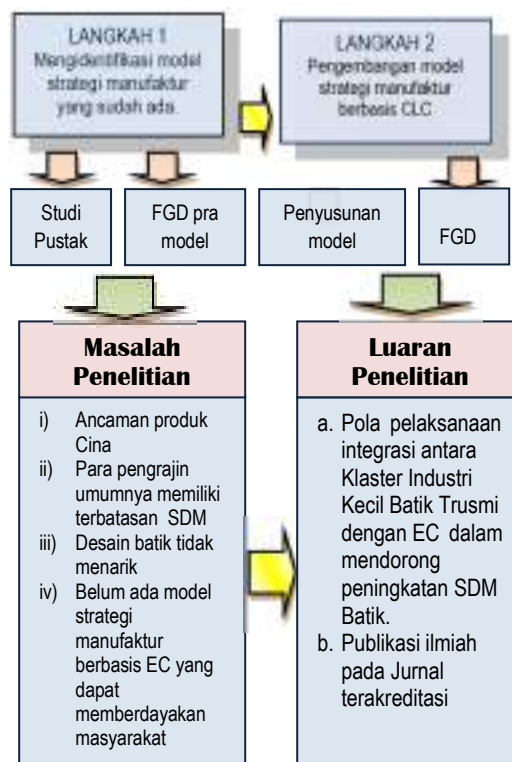 LANGKAH 1
Mengidentifikasi model
strategi manufaktur
yang sudah ada.
LANGKAH 2
Pengembangan model
strategi manufaktur
berbasis CLC
Studi
Pustak
FGD pra
model
Penyusunan
model
FGD
Masalah
Penelitian
i) Ancaman produk
Cina
ii) Para pengrajin
umumnya memiliki
terbatasan SDM
iii) Desain batik tidak
menarik
iv) Belum ada model
strategi
manufaktur
berbasis EC yang
dapat
memberdayakan
masyarakat
Luaran
Penelitian
a. Pola pelaksanaan
integrasi antara
Klaster Industri
Kecil Batik Trusmi
dengan EC dalam
mendorong
peningkatan SDM
Batik.
b. Publikasi ilmiah
pada Jurnal
terakreditasi